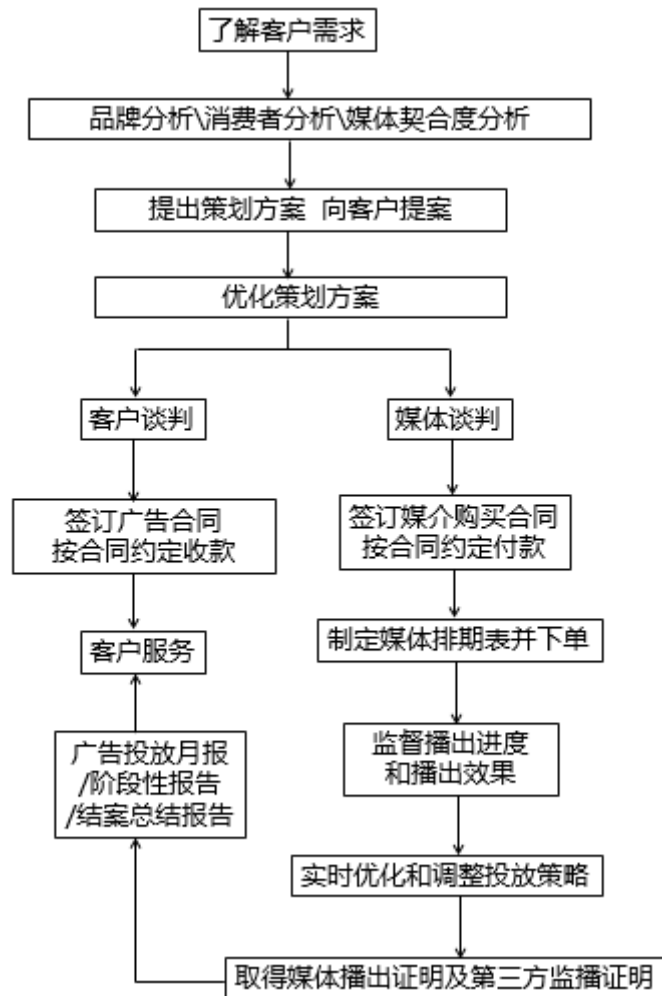 了解客户需求
品牌分析\消费者分析\媒体契合度分析
提出策划方案 向客户提案
优化策划方案
客户谈判
媒体谈判
签订广告合同
按合同约定收款
签订媒介购买合同
按合同约定付款
客户服务
制定媒体排期表并下单
广告投放月报
/阶段性报告
/结案总结报告
监督播出进度
和播出效果
实时优化和调整投放策略
取得媒体播出证明及第三方监播证明